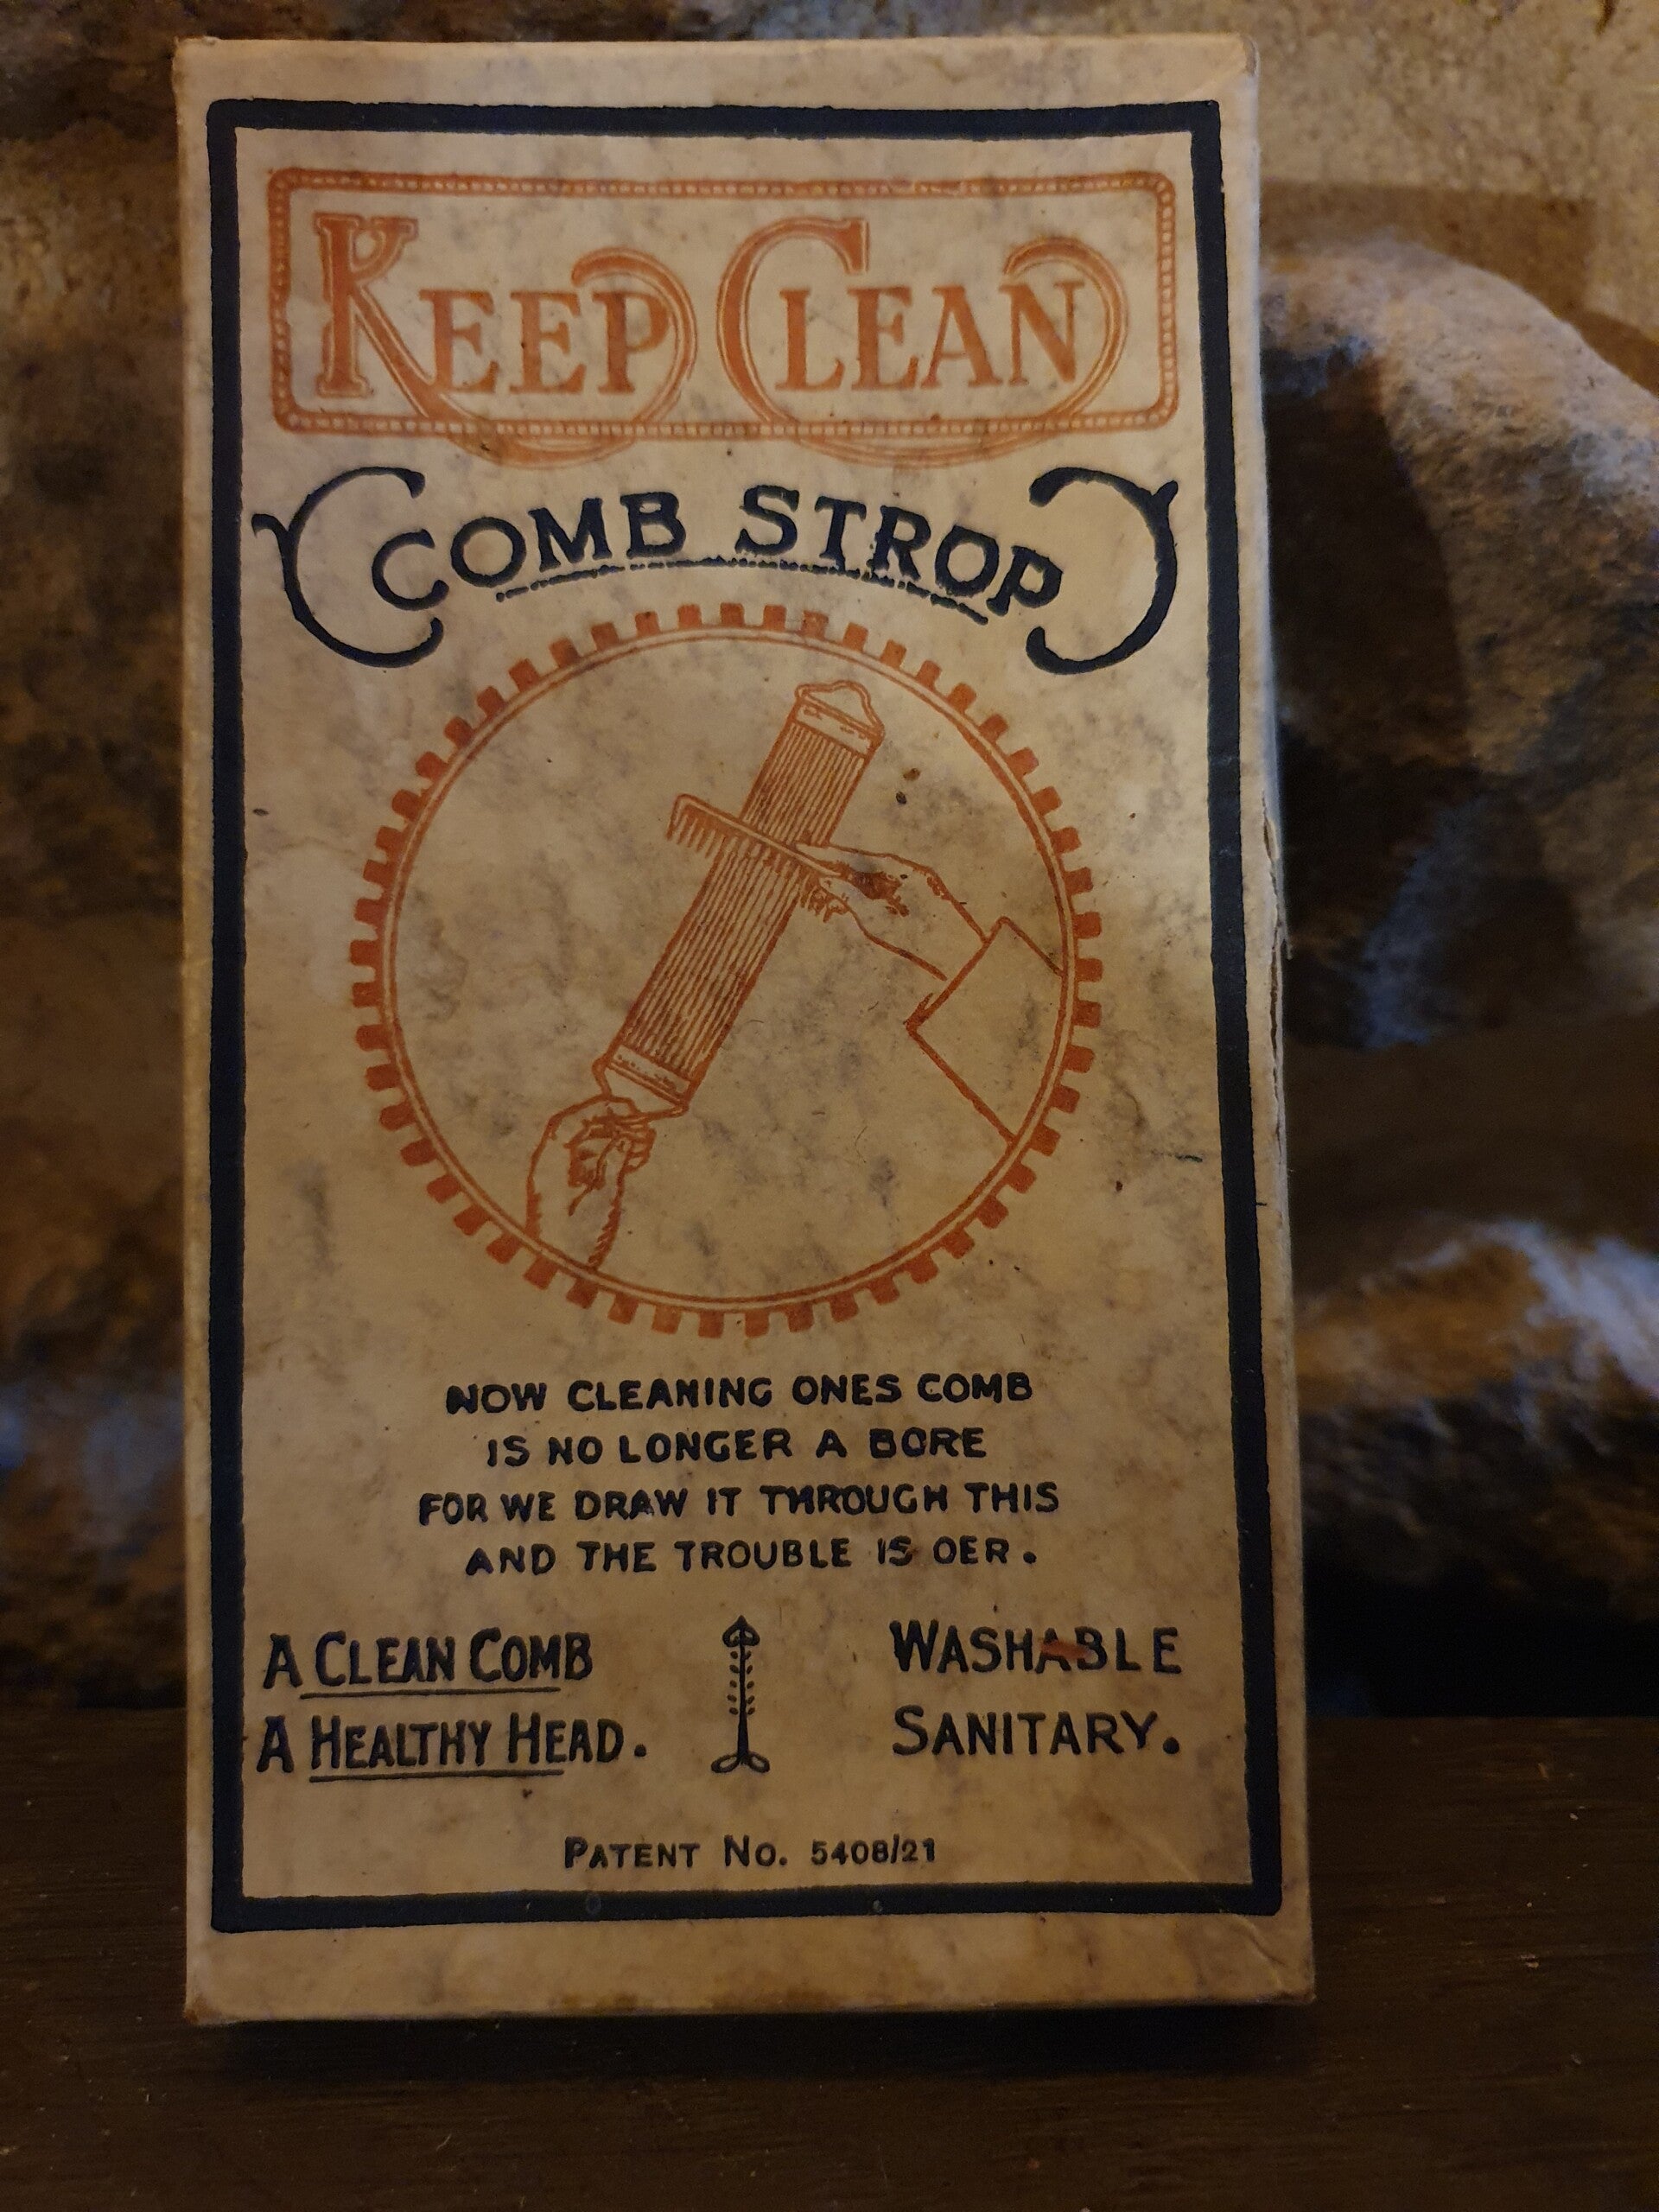 KEEP CLEAN
COMB STROP
NOW CLEANING ONES COMB
IS NO LONGER A BORE
FOR WE DRAW IT THROUGH THIS
AND THE TROUBLE IS OER.
A CLEAN COMB
A HEALTHY HEAD.
WASHABLE
SANITARY.
PATENT NO. 5408/21